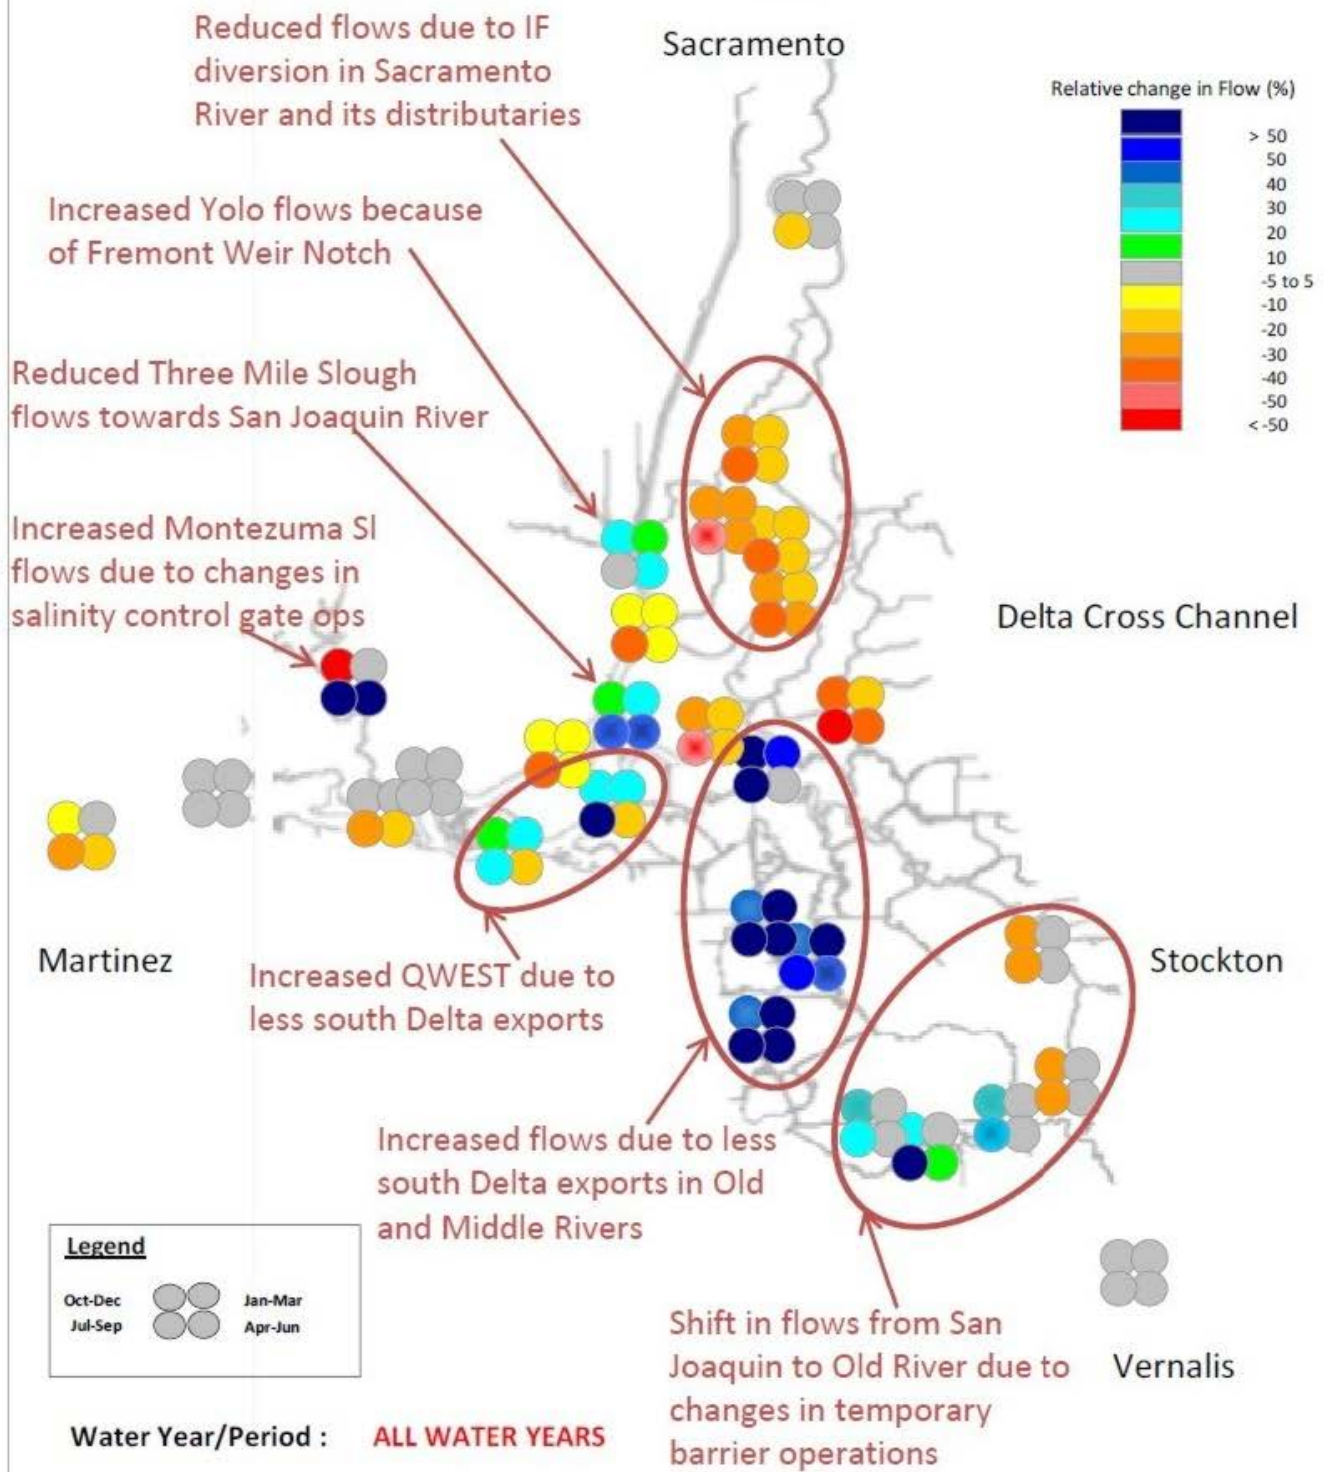 Reduced flows due to IF
diversion in Sacramento
River and its distributaries
Sacramento
Relative change in Flow (%)
> 50
50
40
30
20
10
-5 to 5
-10
-20
-30
-40
-50
< -50
Increased Yolo flows because
of Fremont Weir Notch
Reduced Three Mile Slough
flows towards San Joaquin River
Increased Montezuma Sl
flows due to changes in
salinity control gate ops
Delta Cross Channel
Martinez
Increased QWEST due to
less south Delta exports
Stockton
Increased flows due to less
south Delta exports in Old
and Middle Rivers
Legend
Oct-Dec Jan-Mar
Jul-Sep Apr-Jun
Shift in flows from San
Joaquin to Old River due to
changes in temporary
barrier operations
Vernalis
Water Year/Period : ALL WATER YEARS